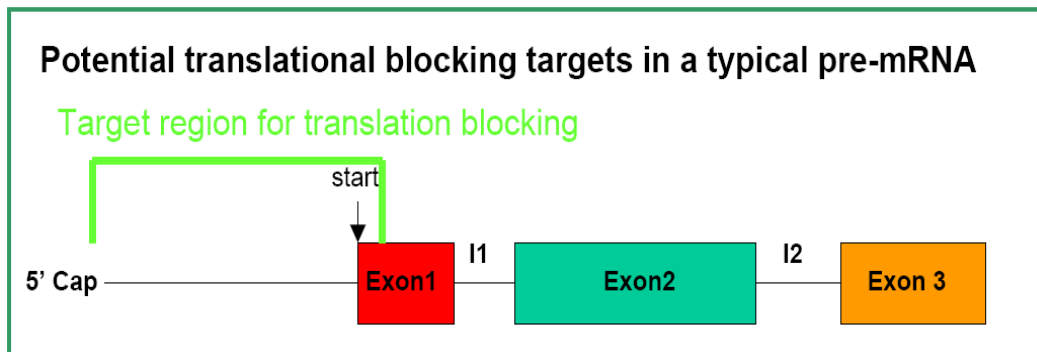 Potential translational blocking targets in a typical pre-mRNA
Target region for translation blocking
start
5’ Cap
Exon1
I1
Exon2
I2
Exon 3